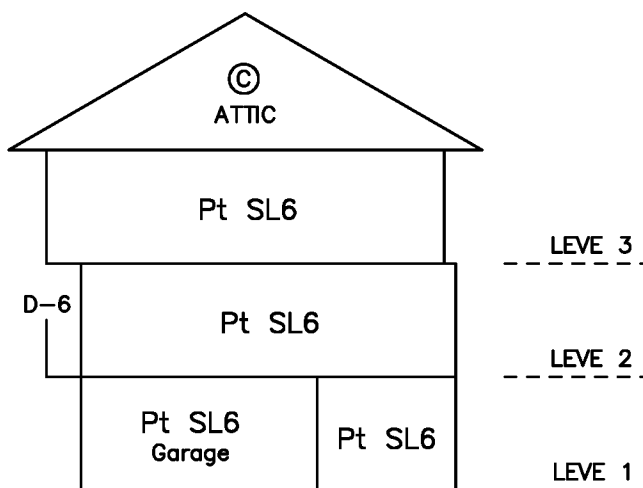 ©
ATTIC
Pt SL6
LEVE 3
D-6
Pt SL6
LEVE 2
Pt SL6
Garage
Pt SL6
LEVE 1